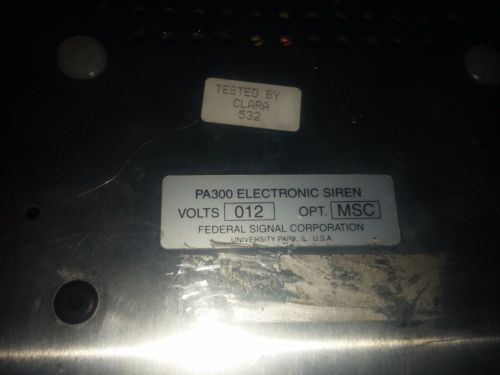 TESTED BY:
CLARA
532
PA300 ELECTRONIC SIREN
VOLTS 012 OPT. MSC
FEDERAL SIGNAL CORPORATION
UNIVERSITY PARK, IL U.S.A.